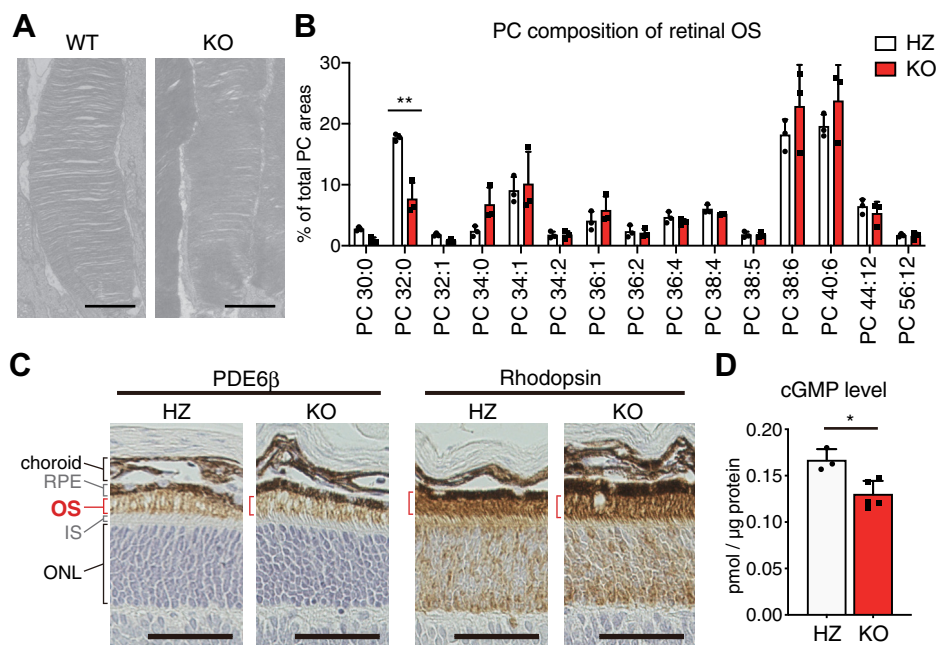 A
WT
KO
B
PC composition of retinal OS
HZ
KO
% of total PC areas
30
20
10
0
**
PC 30:0
PC 32:0
PC 32:1
PC 34:0
PC 34:1
PC 34:2
PC 36:1
PC 36:2
PC 36:4
PC 38:4
PC 38:5
PC 38:6
PC 40:6
PC 44:12
PC 56:12
C
PDE6β
Rhodopsin
HZ
KO
HZ
KO
choroid
RPE
OS
IS
ONL
D
cGMP level
pmol / µg protein
0.20
0.15
0.10
0.05
0.00
*
HZ
KO